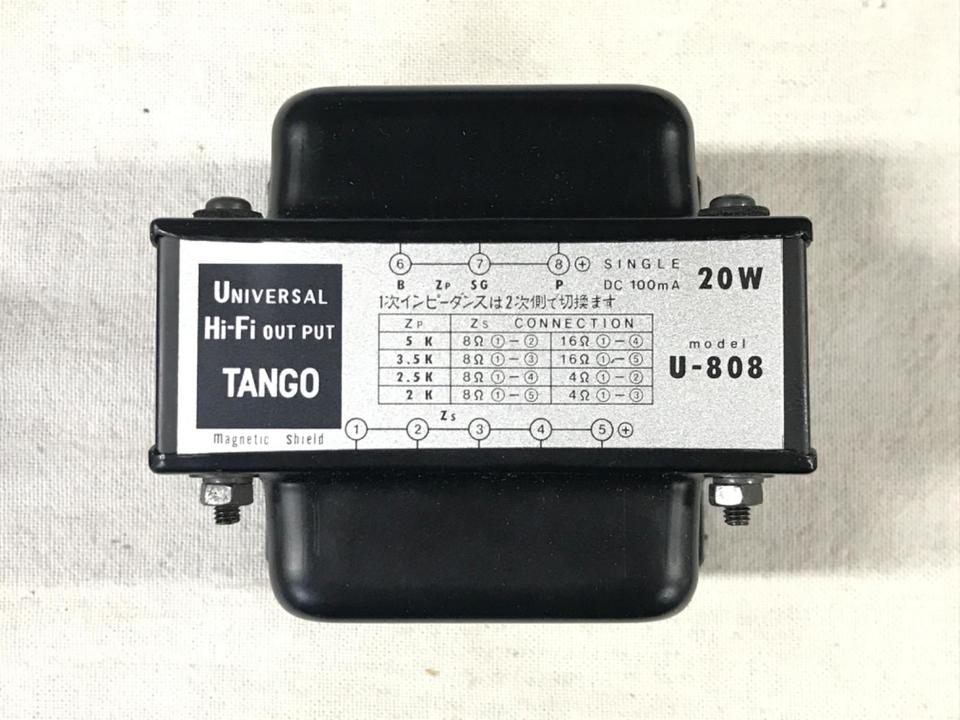 UNIVERSAL
Hi-Fi OUT PUT
TANGO
Magnetic Shield
6 7 8 +
B ZP SG P
SINGLE
DC 100mA
20W
1次インピーダンスは2次側で切換ます
ZP ZS CONNECTION
5 K 8Ω ①-② 16Ω ①-④
3.5K 8Ω ①-③ 16Ω ①-⑤
2.5K 8Ω ①-④ 4Ω ①-②
2 K 8Ω ①-⑤ 4Ω ①-③
ZS
1 2 3 4 5 +
model
U-808